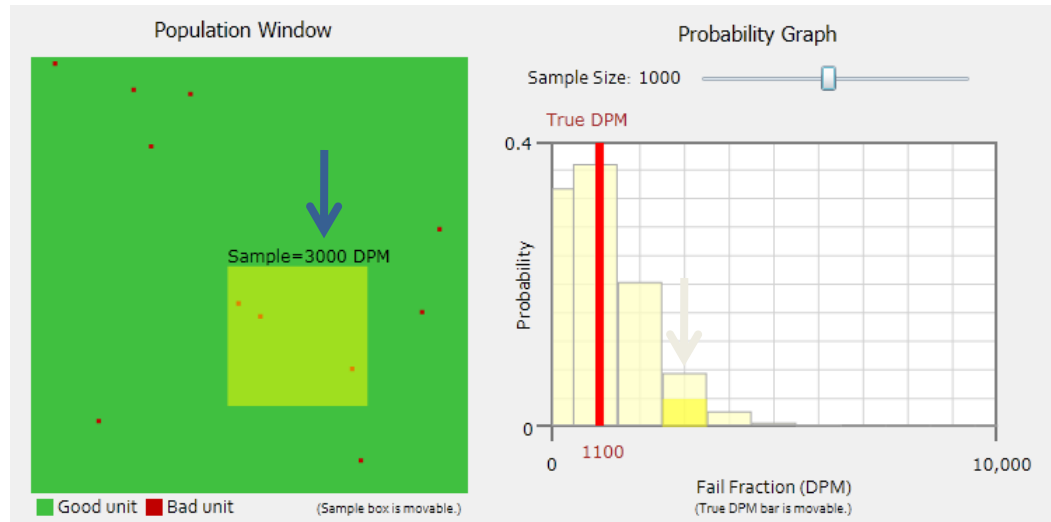 Population Window
Sample=3000 DPM
Good unit Bad unit (Sample box is movable.)
Probability Graph
Sample Size: 1000
True DPM
0.4
Probability
0
1100
0 10,000
Fail Fraction (DPM)
(True DPM bar is movable.)